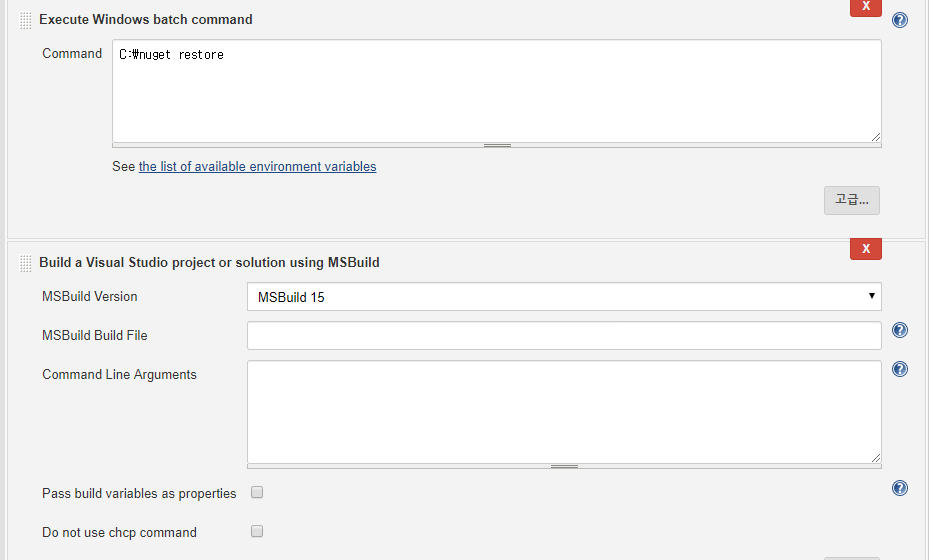 X
Execute Windows batch command
?
Command
C:₩nuget restore
See the list of available environment variables
고급...
X
Build a Visual Studio project or solution using MSBuild
MSBuild Version
MSBuild 15
MSBuild Build File
?
Command Line Arguments
?
Pass build variables as properties
?
Do not use chcp command